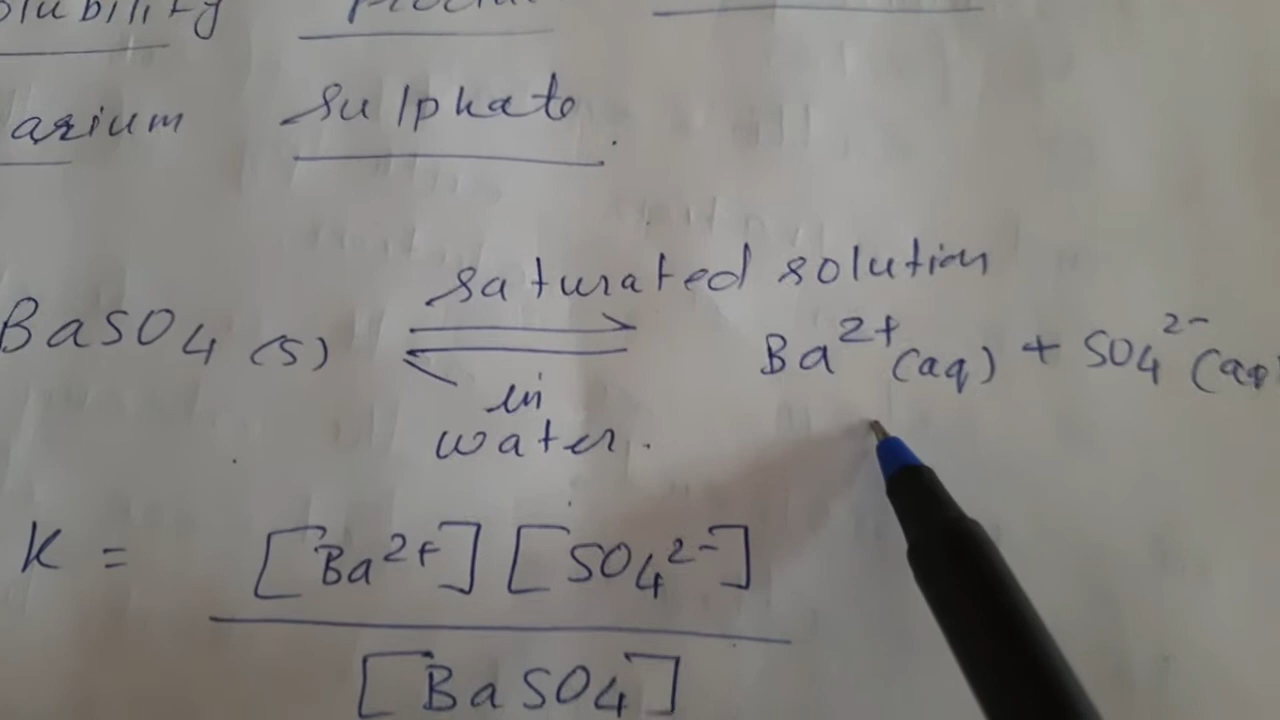 arium sulphate.
saturated solution
BaSO4 (s) ⇌ Ba2+ (aq) + SO4 2- (aq)
in
water.
K = [Ba2+] [SO4 2-]
[BaSO4]